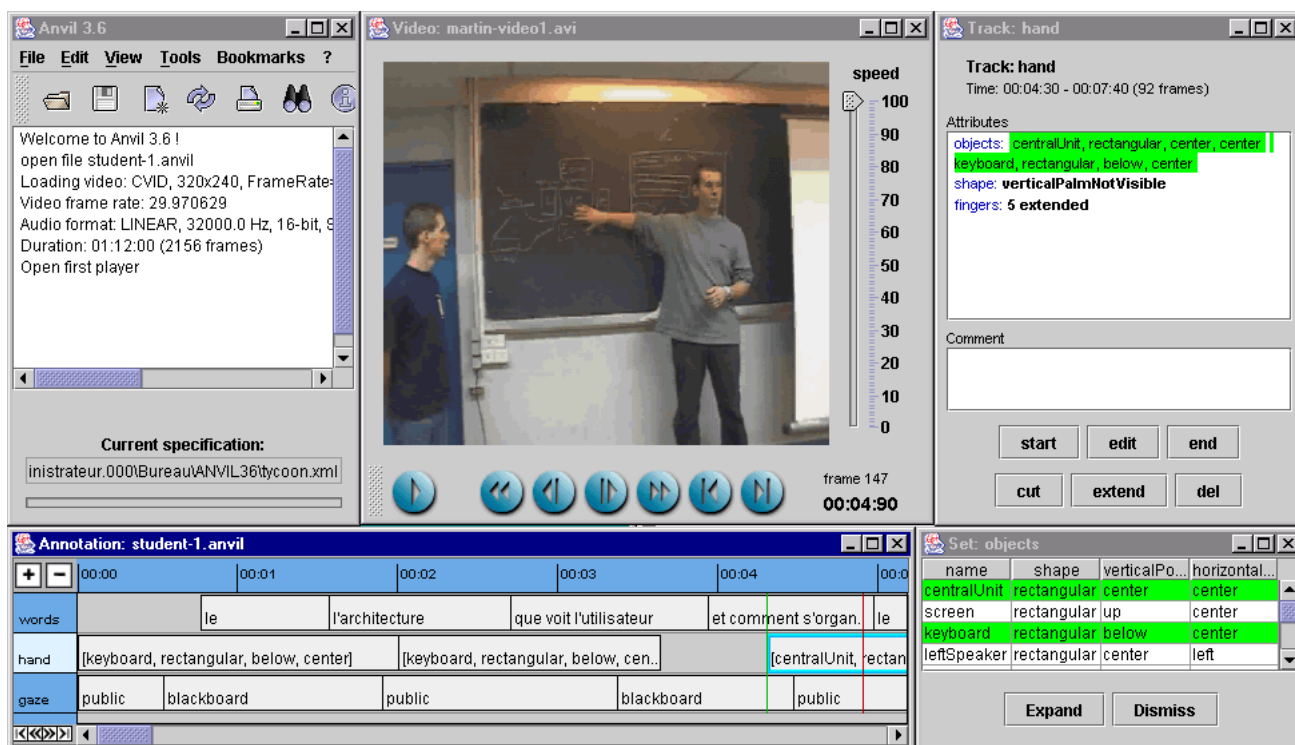 Anvil 3.6
File Edit View Tools Bookmarks ?
Welcome to Anvil 3.6 !
open file student-1.anvil
Loading video: CVID, 320x240, FrameRate=
Video frame rate: 29.970629
Audio format: LINEAR, 32000.0 Hz, 16-bit, S
Duration: 01:12:00 (2156 frames)
Open first player
Current specification:
inistrateur.000\Bureau\ANVIL36\tycoon.xml
Video: martin-video1.avi
speed
100
90
80
70
60
50
40
30
20
10
0
frame 147
00:04:90
Track: hand
Track: hand
Time: 00:04:30 - 00:07:40 (92 frames)
Attributes
objects: centralUnit, rectangular, center, center
keyboard, rectangular, below, center
shape: verticalPalmNotVisible
fingers: 5 extended
Comment
start edit end
cut extend del
Annotation: student-1.anvil
+ - 00:00 00:01 00:02 00:03 00:04 00:0
words le l'architecture que voit l'utilisateur et comment s'organ. le
hand [keyboard, rectangular, below, center] [keyboard, rectangular, below, cen.. [centralUnit, rectan
gaze public blackboard public blackboard public
Set: objects
name shape verticalPo... horizontal...
centralUnit rectangular center center
screen rectangular up center
keyboard rectangular below center
leftSpeaker rectangular center left
Expand Dismiss